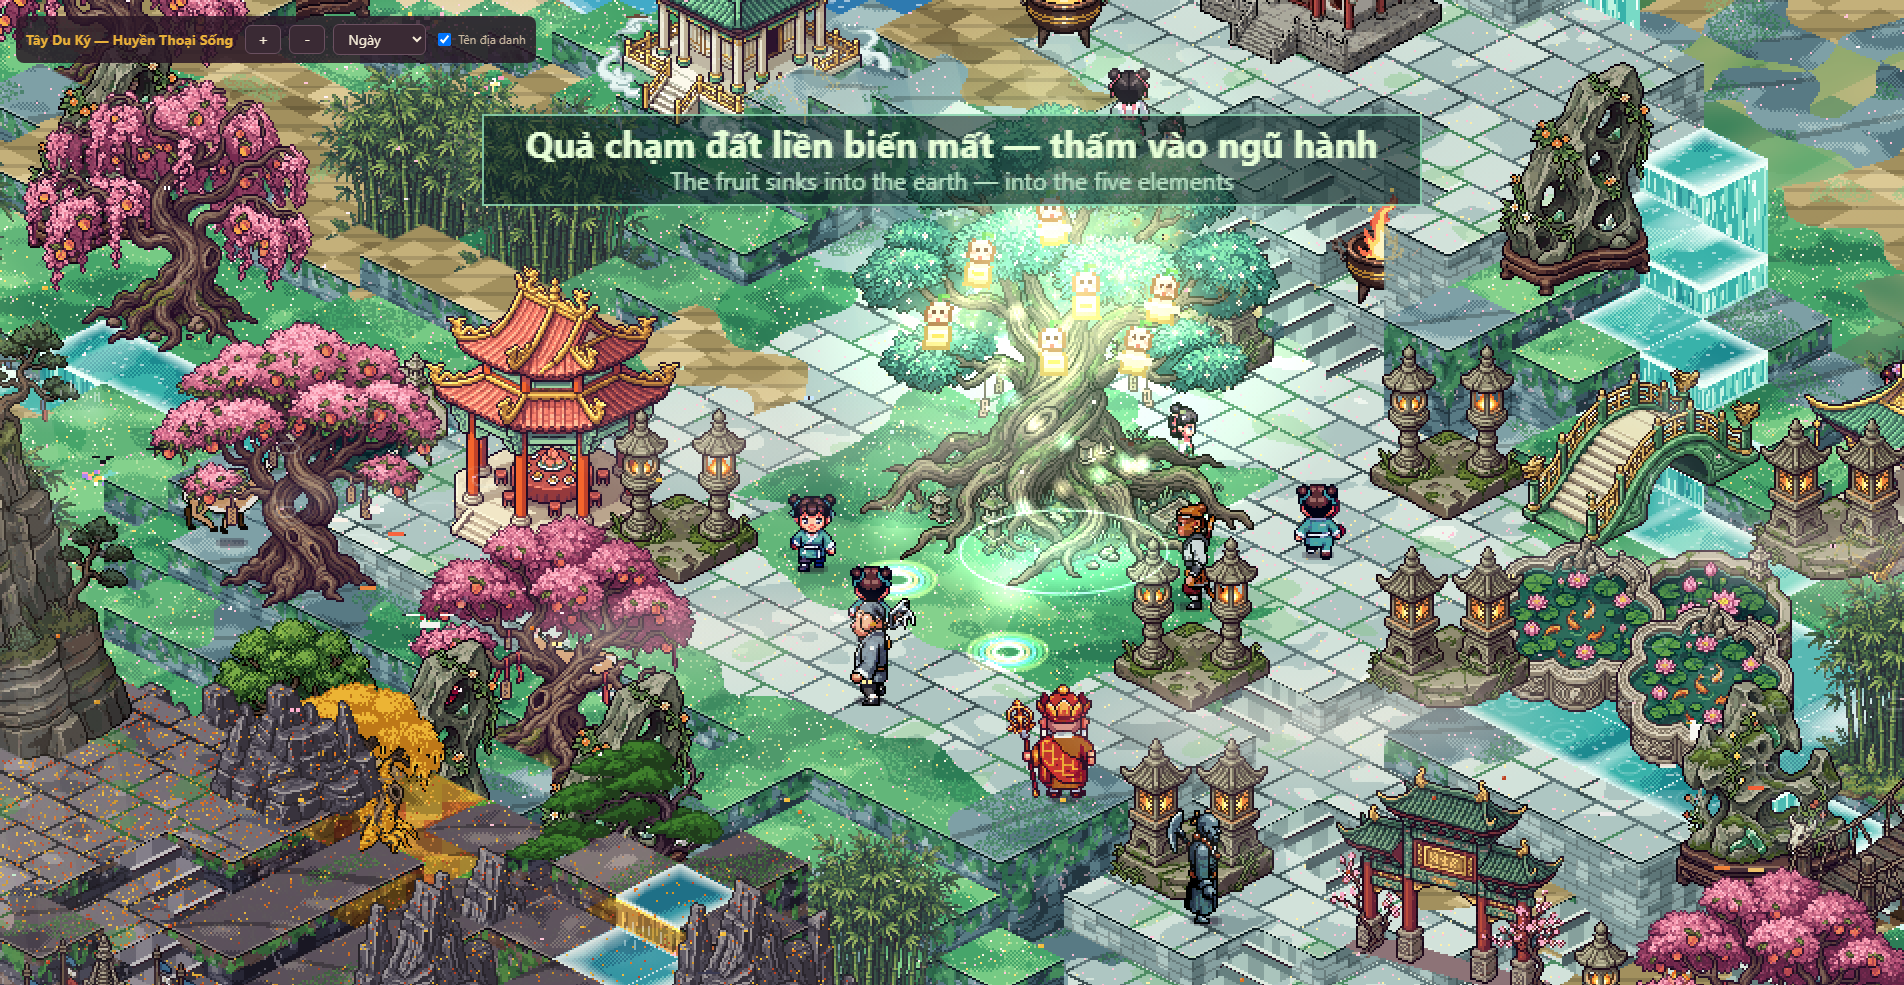 Tây Du Ký — Huyền Thoại Sống + - Ngày Tên địa danh
Quả chạm đất liền biến mất — thấm vào ngũ hành
The fruit sinks into the earth — into the five elements